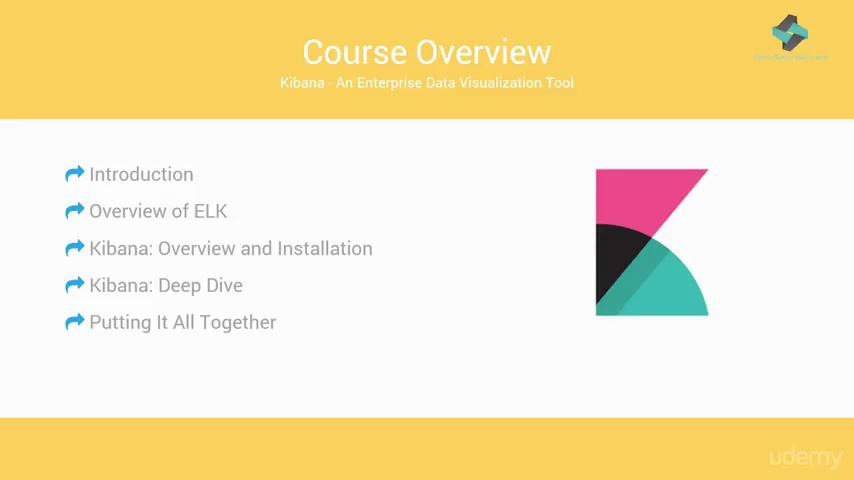 Course Overview
Kibana - An Enterprise Data Visualization Tool
Introduction
Overview of ELK
Kibana: Overview and Installation
Kibana: Deep Dive
Putting It All Together
udemy